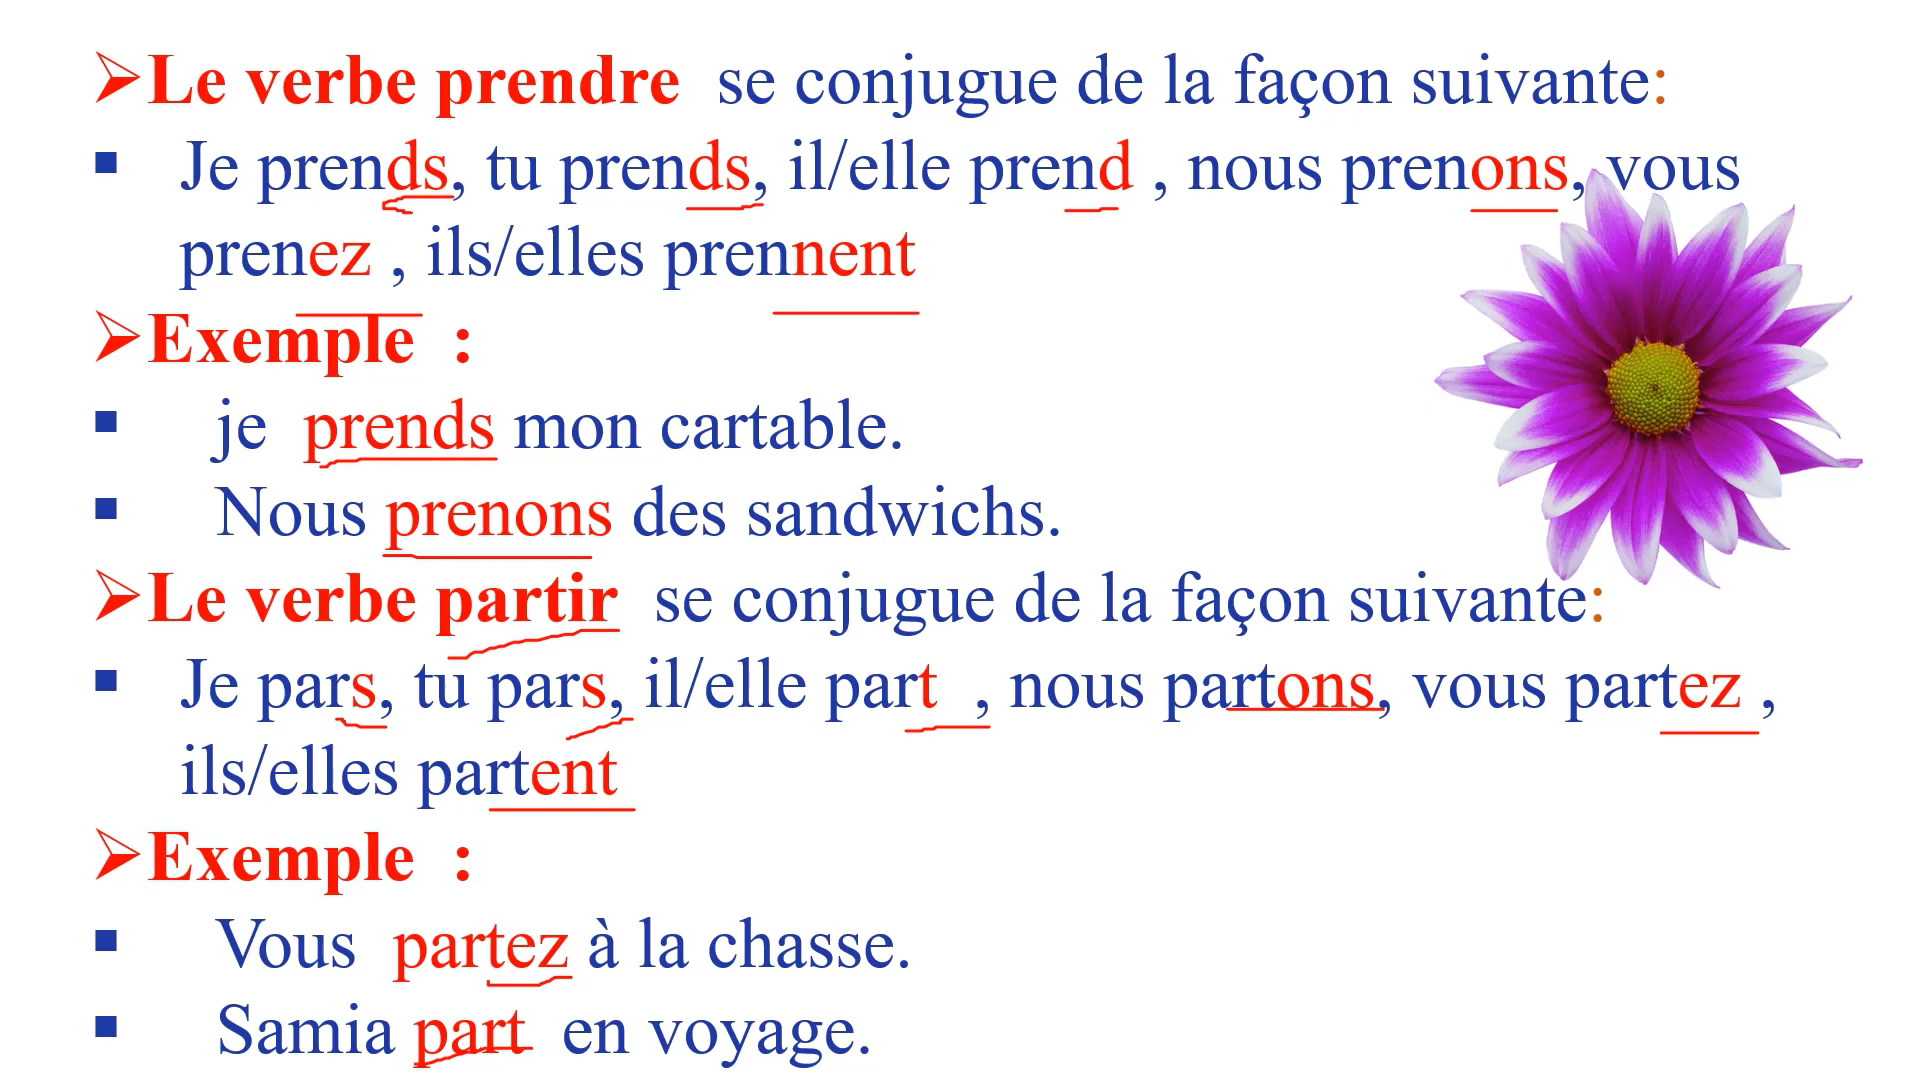 ➢Le verbe prendre se conjugue de la façon suivante:
▪ Je prends, tu prends, il/elle prend , nous prenons, vous
prenez , ils/elles prennent
➢Exemple :
▪ je prends mon cartable.
▪ Nous prenons des sandwichs.
➢Le verbe partir se conjugue de la façon suivante:
▪ Je pars, tu pars, il/elle part , nous partons, vous partez ,
ils/elles partent
➢Exemple :
▪ Vous partez à la chasse.
▪ Samia part en voyage.